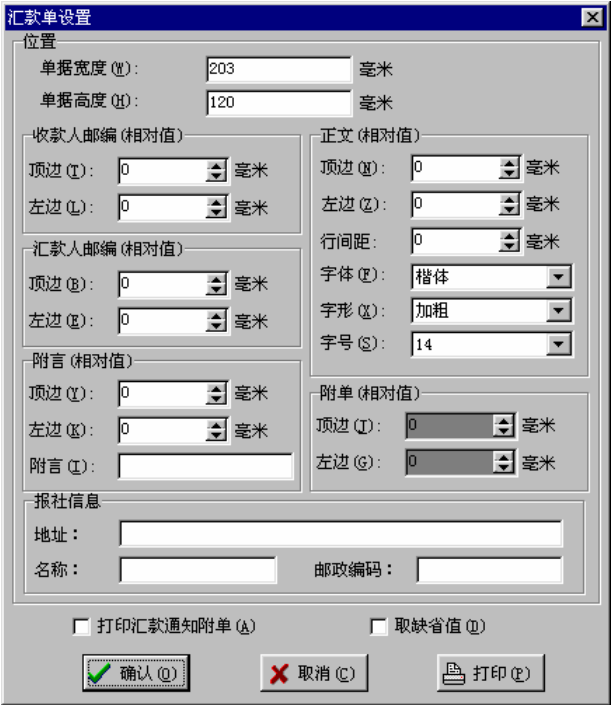 汇款单设置
位置
单据宽度(W): 203 毫米
单据高度(H): 120 毫米
收款人邮编(相对值)
顶边(T): 0 毫米
左边(L): 0 毫米
汇款人邮编(相对值)
顶边(B): 0 毫米
左边(E): 0 毫米
附言(相对值)
顶边(Y): 0 毫米
左边(K): 0 毫米
附言(I):
正文(相对值)
顶边(N): 0 毫米
左边(Z): 0 毫米
行间距: 0 毫米
字体(F): 楷体
字形(X): 加粗
字号(S): 14
附单(相对值)
顶边(J): 0 毫米
左边(G): 0 毫米
报社信息
地址：
名称： 邮政编码：
打印汇款通知附单(A) 取缺省值(D)
确认(O) 取消(C) 打印(P)